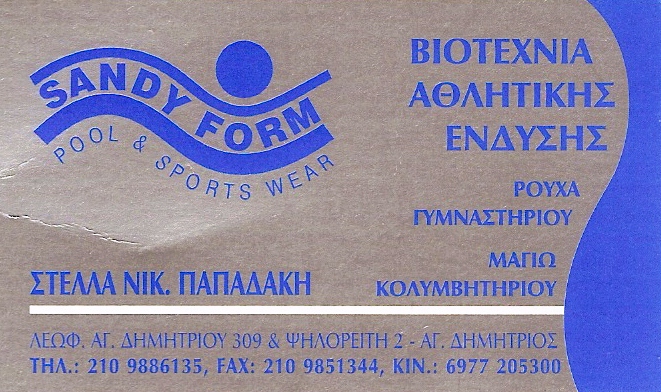 SANDY FORM
POOL & SPORTS WEAR
ΒΙΟΤΕΧΝΙΑ
ΑΘΛΗΤΙΚΗΣ
ΕΝΔΥΣΗΣ
ΡΟΥΧΑ
ΓΥΜΝΑΣΤΗΡΙΟΥ
ΜΑΓΙΩ
ΚΟΛΥΜΒΗΤΗΡΙΟΥ
ΣΤΕΛΛΑ ΝΙΚ. ΠΑΠΑΔΑΚΗ
ΛΕΩΦ. ΑΓ. ΔΗΜΗΤΡΙΟΥ 309 & ΨΗΛΟΡΕΙΤΗ 2 - ΑΓ. ΔΗΜΗΤΡΙΟΣ
ΤΗΛ.: 210 9886135, FAX: 210 9851344, ΚΙΝ.: 6977 205300